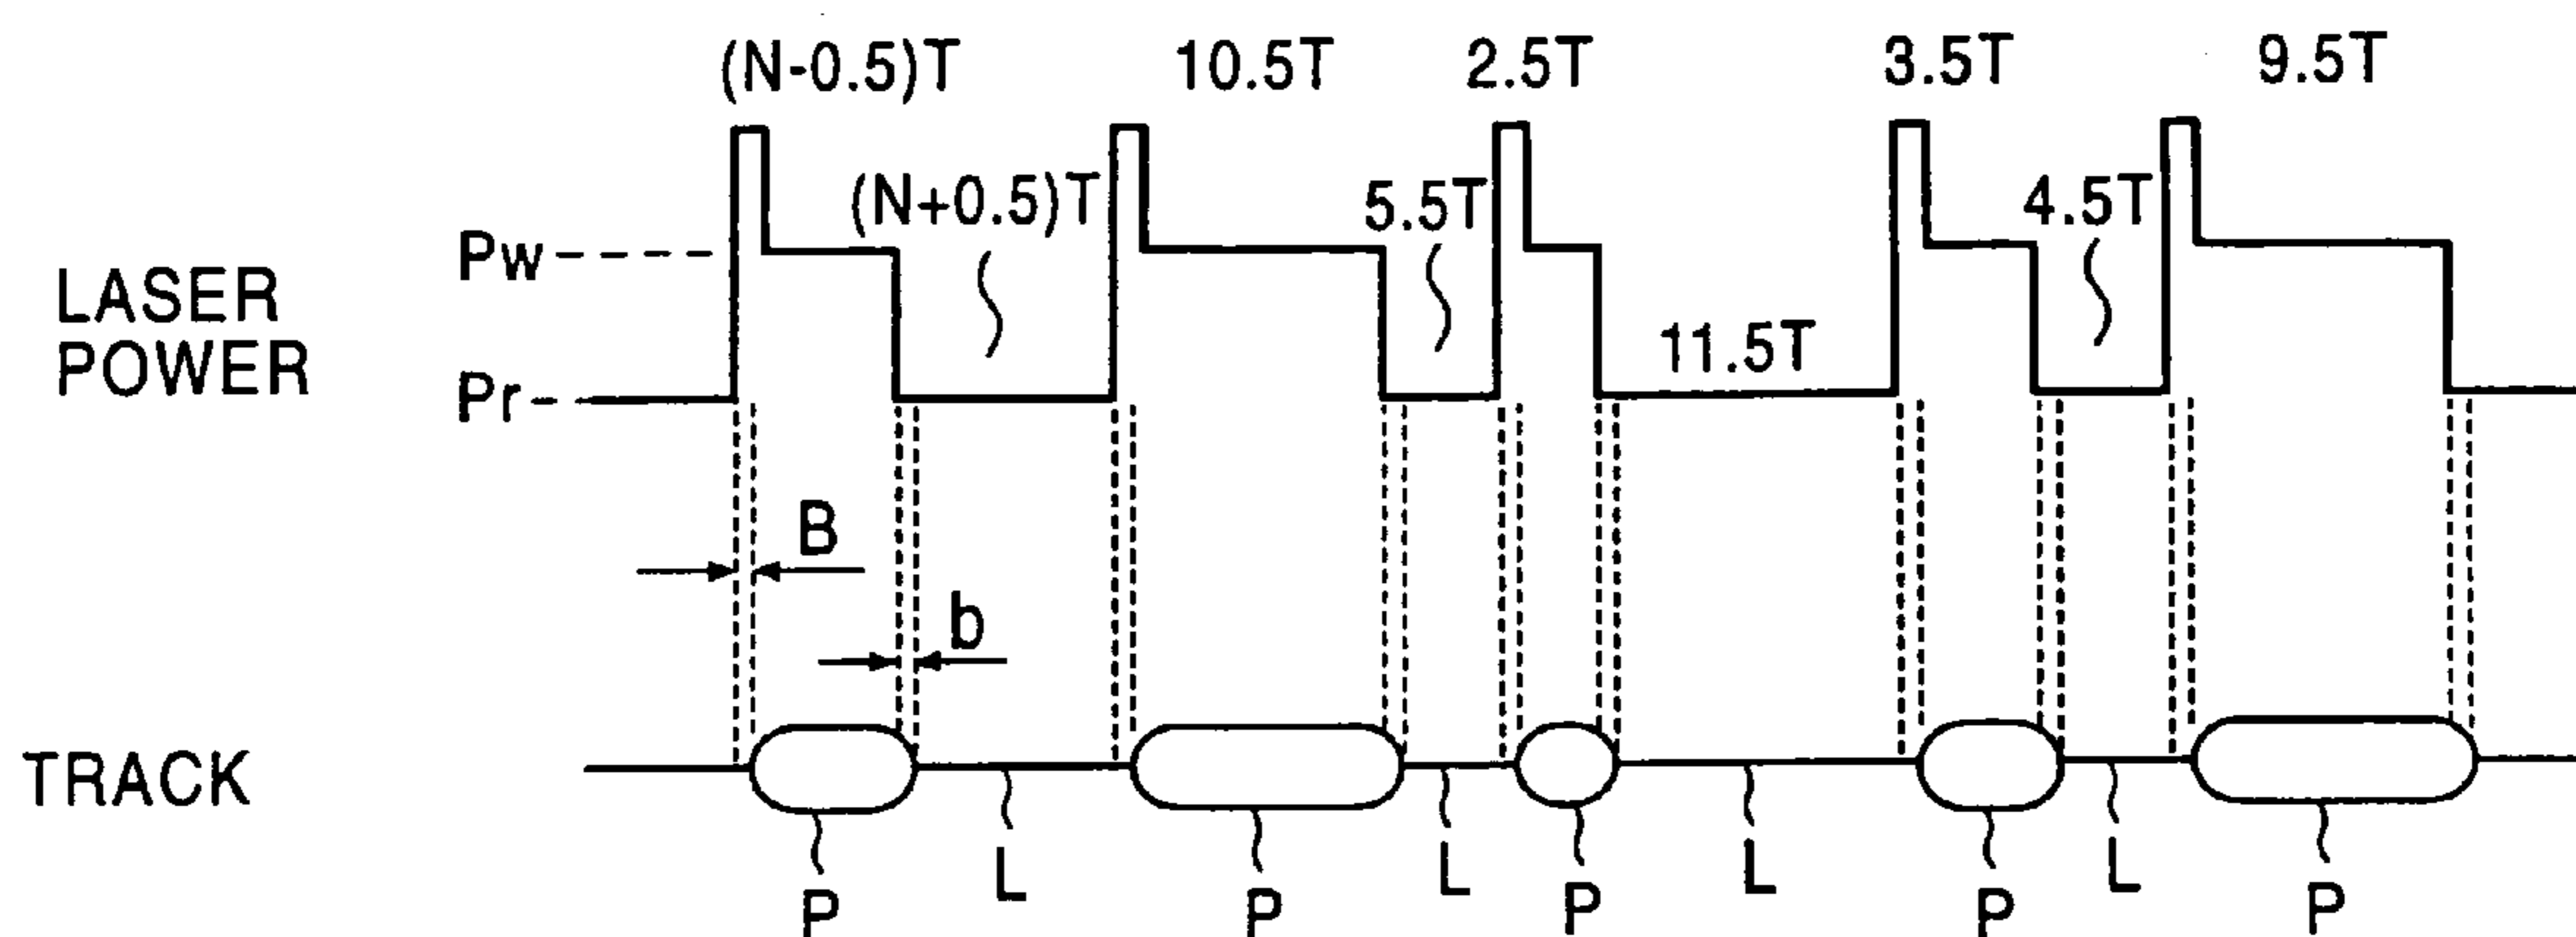 (N-0.5)T 10.5T 2.5T 3.5T 9.5T
(N+0.5)T 5.5T 4.5T
Pw
LASER
POWER
11.5T
Pr
B
b
TRACK
L L L L
P P P P P